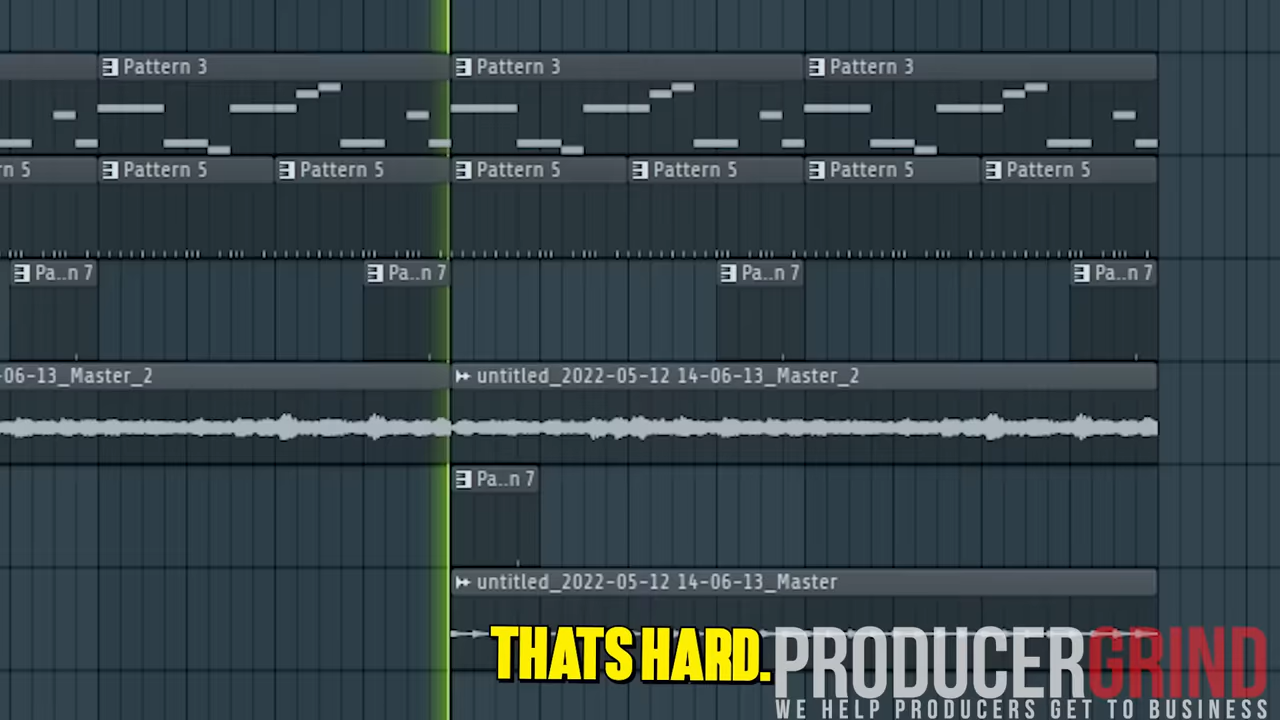 Pattern 3
Pattern 3
Pattern 3
n 5
Pattern 5
Pattern 5
Pattern 5
Pattern 5
Pattern 5
Pattern 5
Pa..n 7
Pa..n 7
Pa..n 7
Pa..n 7
-06-13_Master_2
untitled_2022-05-12 14-06-13_Master_2
Pa..n 7
untitled_2022-05-12 14-06-13_Master
THATS HARD.
PRODUCERGRIND
WE HELP PRODUCERS GET TO BUSINESS